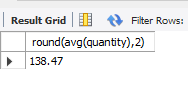 Result Grid
Filter Rows:
round(avg(quantity),2)
138.47